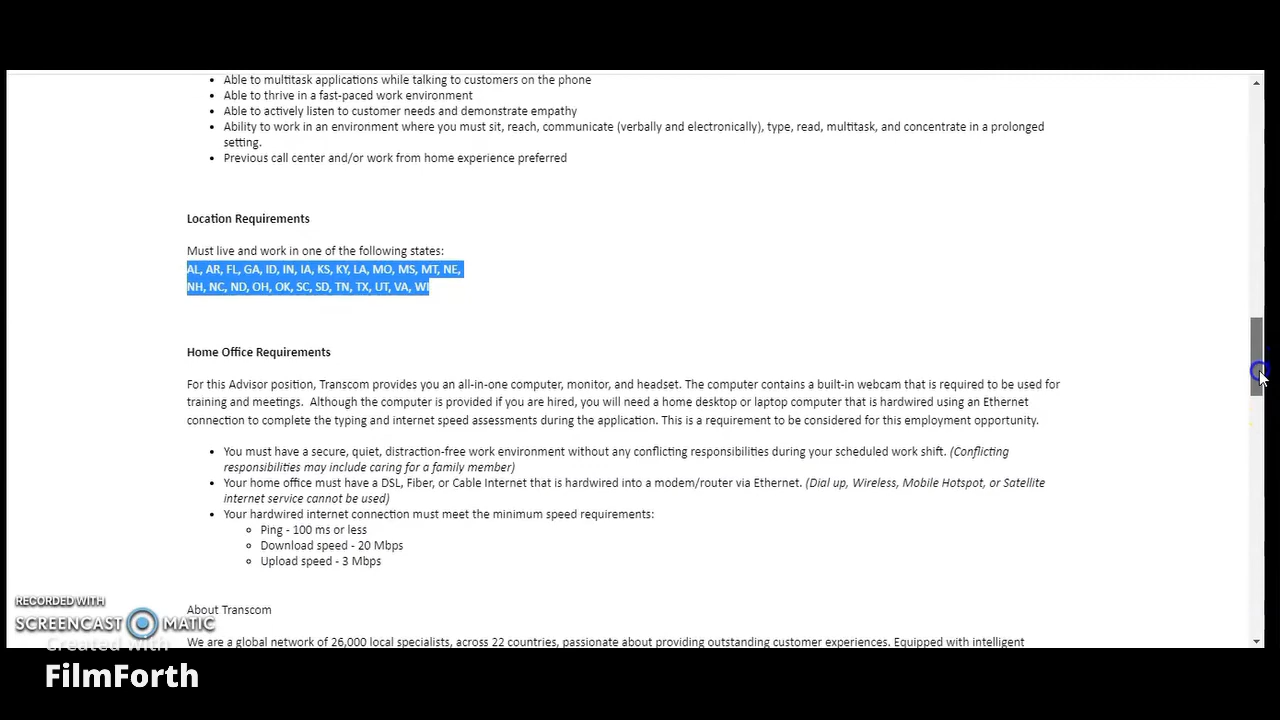 Able to multitask applications while talking to customers on the phone
Able to thrive in a fast-paced work environment
Able to actively listen to customer needs and demonstrate empathy
Ability to work in an environment where you must sit, reach, communicate (verbally and electronically), type, read, multitask, and concentrate in a prolonged
setting.
Previous call center and/or work from home experience preferred
Location Requirements
Must live and work in one of the following states:
AL, AR, FL, GA, ID, IN, IA, KS, KY, LA, MO, MS, MT, NE,
NH, NC, ND, OH, OK, SC, SD, TN, TX, UT, VA, WI
Home Office Requirements
For this Advisor position, Transcom provides you an all-in-one computer, monitor, and headset. The computer contains a built-in webcam that is required to be used for
training and meetings. Although the computer is provided if you are hired, you will need a home desktop or laptop computer that is hardwired using an Ethernet
connection to complete the typing and internet speed assessments during the application. This is a requirement to be considered for this employment opportunity.
You must have a secure, quiet, distraction-free work environment without any conflicting responsibilities during your scheduled work shift. (Conflicting
responsibilities may include caring for a family member)
Your home office must have a DSL, Fiber, or Cable Internet that is hardwired into a modem/router via Ethernet. (Dial up, Wireless, Mobile Hotspot, or Satellite
internet service cannot be used)
Your hardwired internet connection must meet the minimum speed requirements:
Ping - 100 ms or less
Download speed - 20 Mbps
Upload speed - 3 Mbps
About Transcom
We are a global network of 26,000 local specialists, across 22 countries, passionate about providing outstanding customer experiences. Equipped with intelligent
RECORDED WITH
SCREENCAST MATIC
Created with
FilmForth